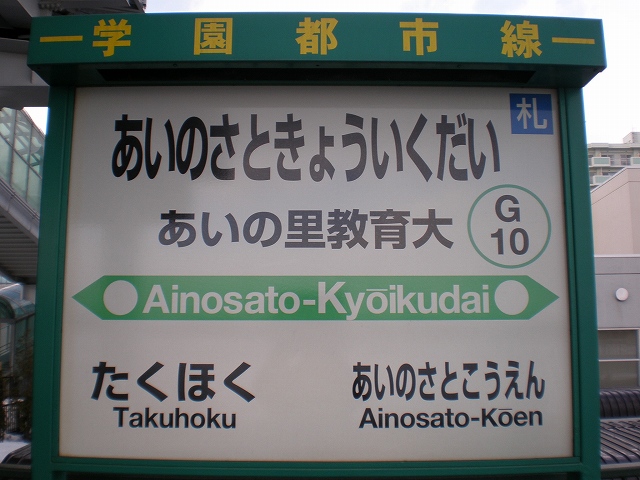 学園都市線
札
あいのさときょういくだい
あいの里教育大
G
10
Ainosato-Kyōikudai
たくほく
Takuhoku
あいのさとこうえん
Ainosato-Kōen